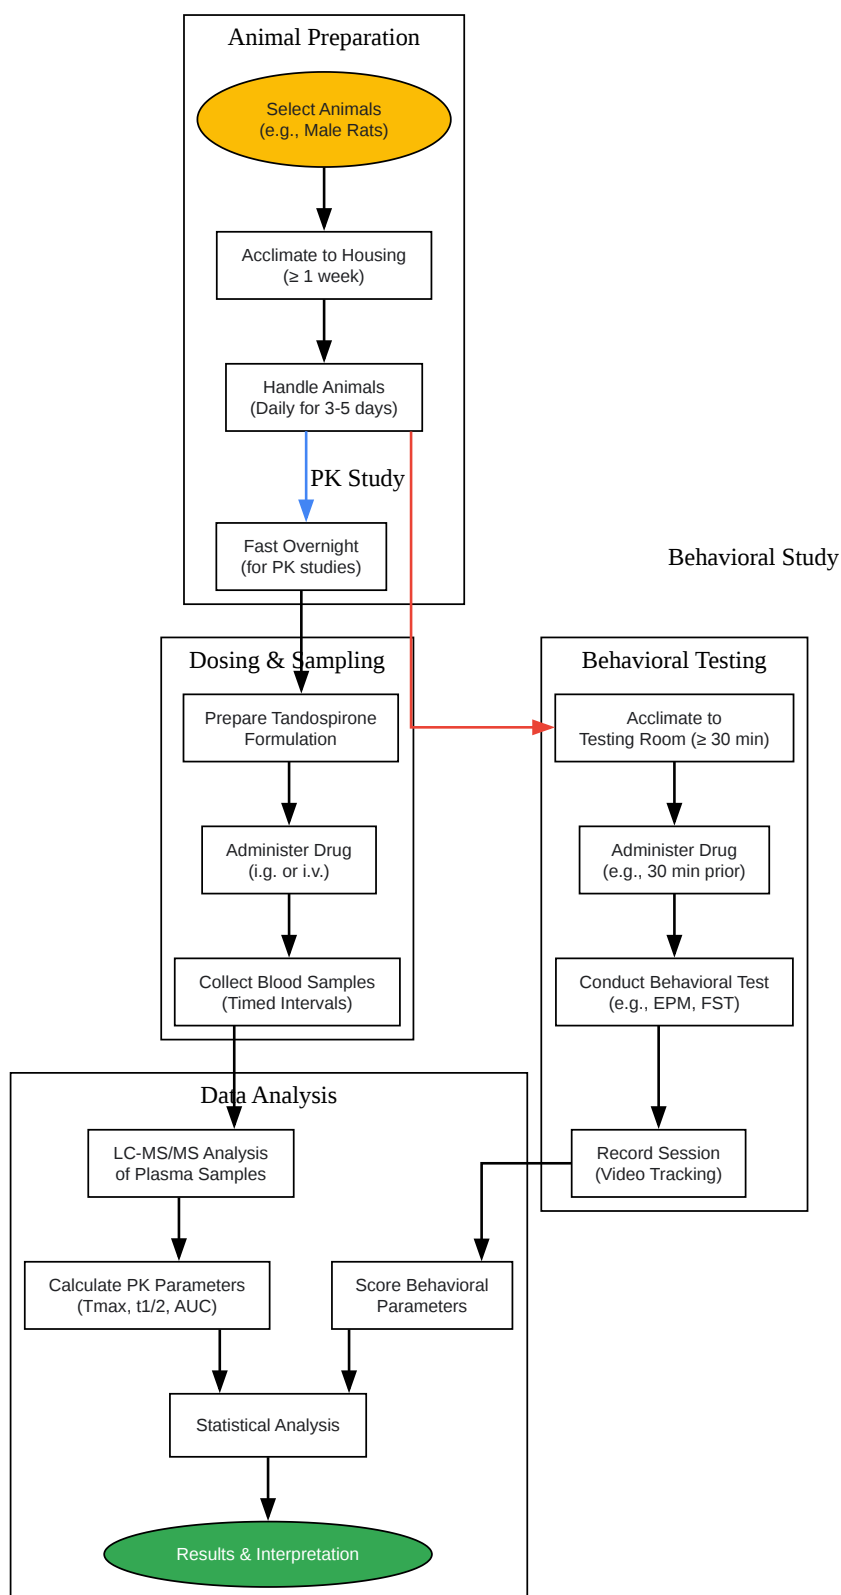 Animal Preparation
Select Animals
(e.g., Male Rats)
Acclimate to Housing
(≥ 1 week)
Handle Animals
(Daily for 3-5 days)
PK Study
Fast Overnight
(for PK studies)
Behavioral Study
Dosing & Sampling
Prepare Tandospirone
Formulation
Administer Drug
(i.g. or i.v.)
Collect Blood Samples
(Timed Intervals)
Behavioral Testing
Acclimate to
Testing Room (≥ 30 min)
Administer Drug
(e.g., 30 min prior)
Conduct Behavioral Test
(e.g., EPM, FST)
Record Session
(Video Tracking)
Data Analysis
LC-MS/MS Analysis
of Plasma Samples
Calculate PK Parameters
(Tmax, t1/2, AUC)
Score Behavioral
Parameters
Statistical Analysis
Results & Interpretation